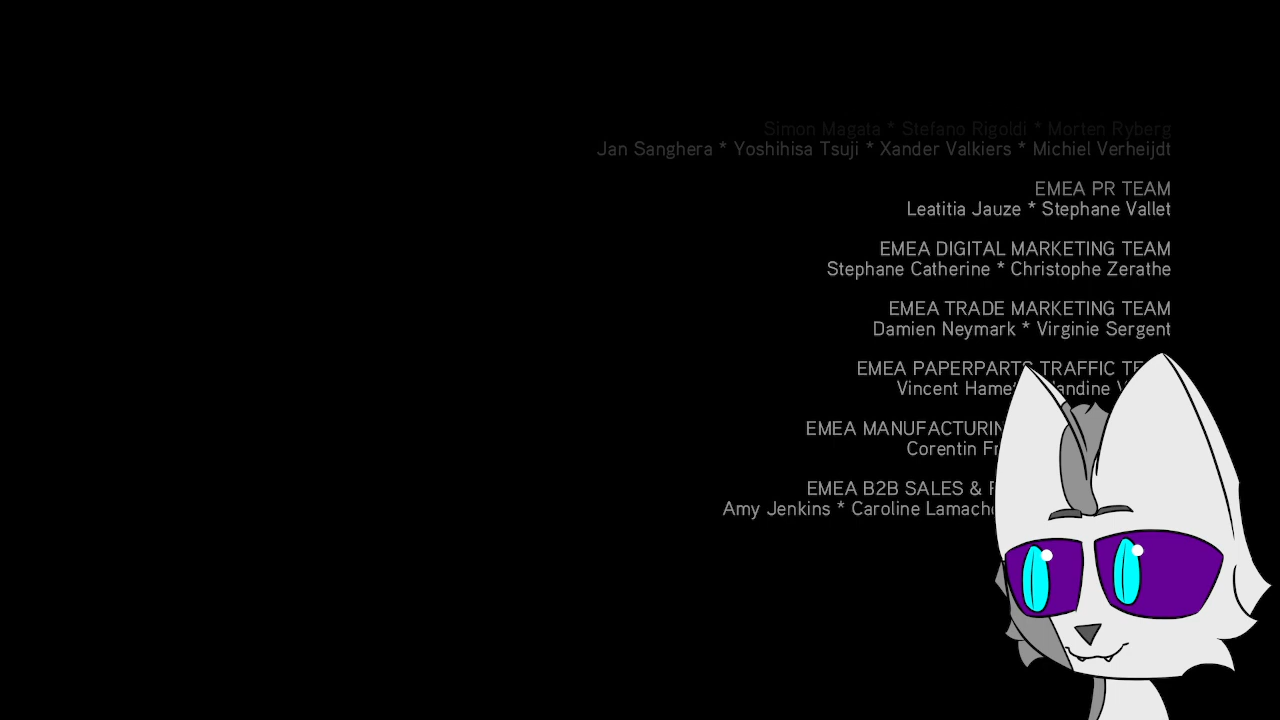 Simon Magata * Stefano Rigoldi * Morten Ryberg
Jan Sanghera * Yoshihisa Tsuji * Xander Valkiers * Michiel Verheijdt
EMEA PR TEAM
Leatitia Jauze * Stephane Vallet
EMEA DIGITAL MARKETING TEAM
Stephane Catherine * Christophe Zerathe
EMEA TRADE MARKETING TEAM
Damien Neymark * Virginie Sergent
EMEA PAPERPARTS TRAFFIC
Vincent
EMEA
Corentin
EMEA B2B SALES &
Amy Jenkins * Caroline